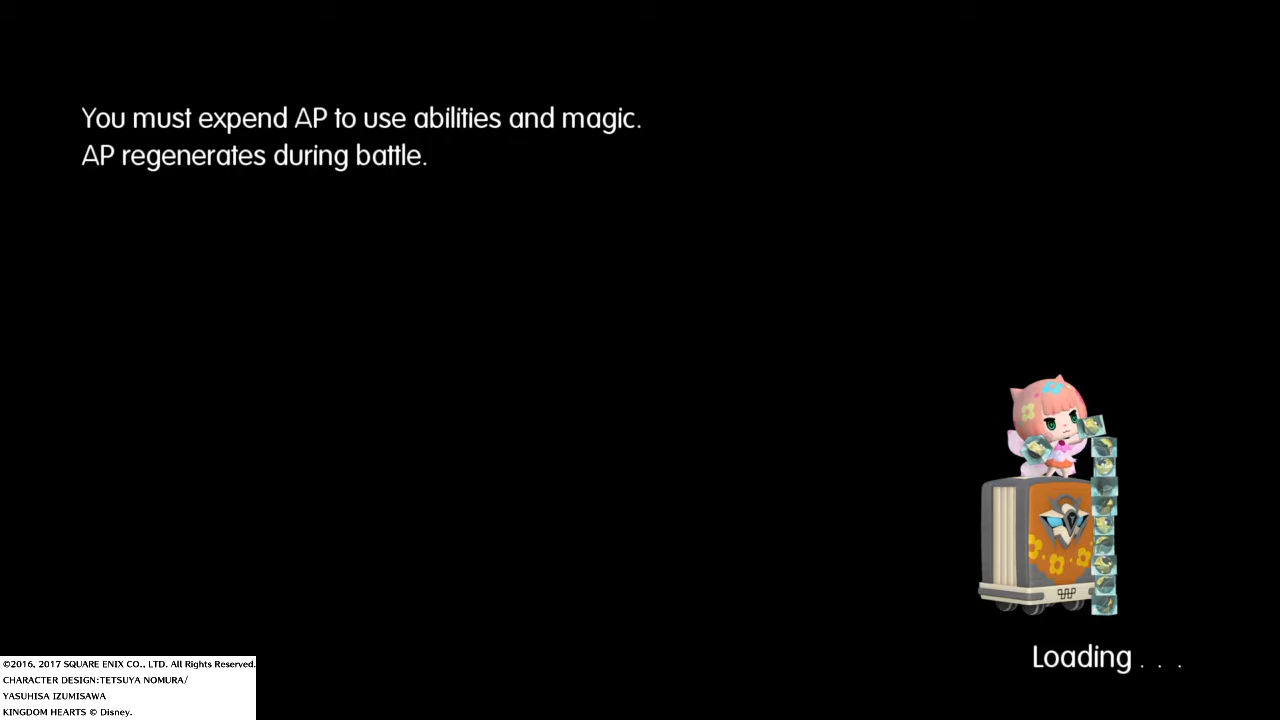 You must expend AP to use abilities and magic.
AP regenerates during battle.
Loading . . .
©2016, 2017 SQUARE ENIX CO., LTD. All Rights Reserved.
CHARACTER DESIGN:TETSUYA NOMURA/
YASUHISA IZUMISAWA
KINGDOM HEARTS © Disney.